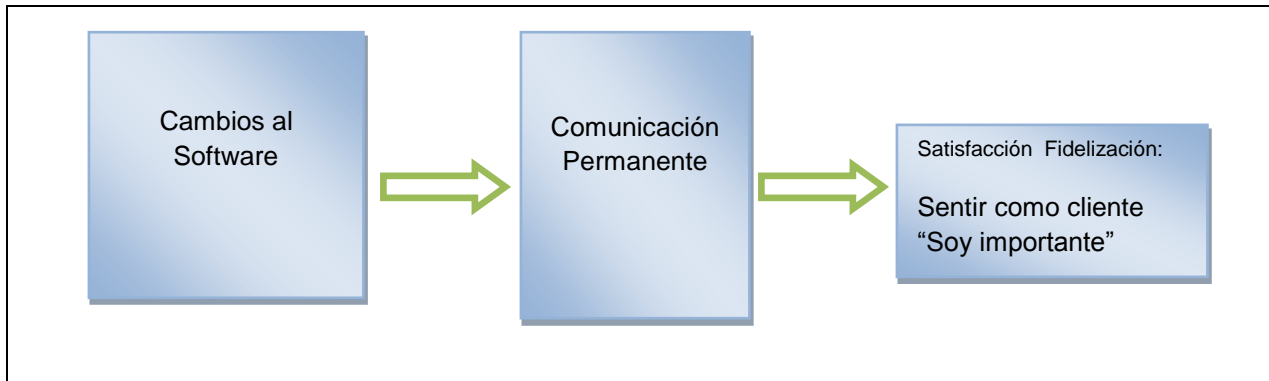 Cambios al
Software
Comunicación
Permanente
Satisfacción Fidelización:
Sentir como cliente
“Soy importante”